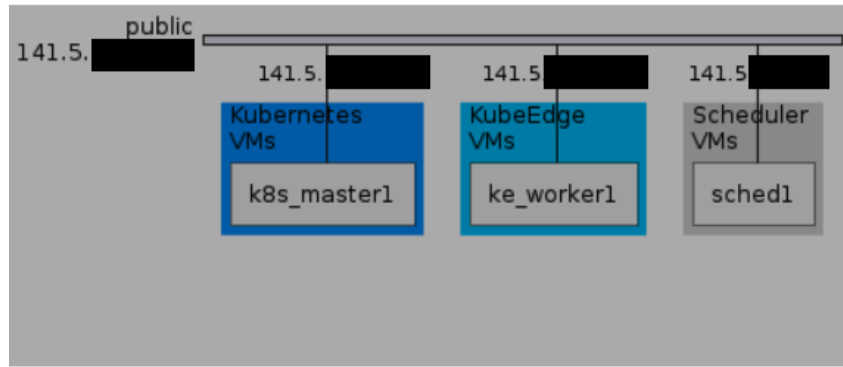 public
141.5.
141.5.
141.5
141.5
Kubernetes
VMs
KubeEdge
VMs
Scheduler
VMs
k8s_master1
ke_worker1
sched1